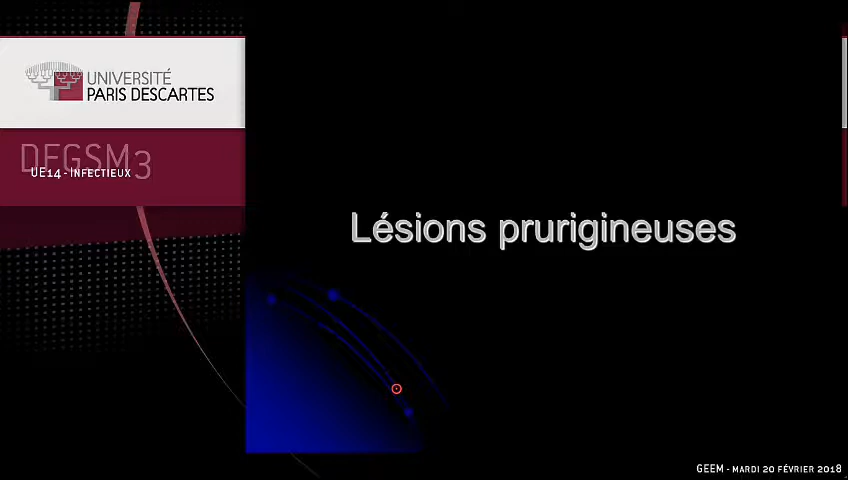 UNIVERSITÉ
PARIS DESCARTES
DFGSM3
UE14 - INFECTIEUX
Lésions prurigineuses
GEEM - MARDI 20 FÉVRIER 2018